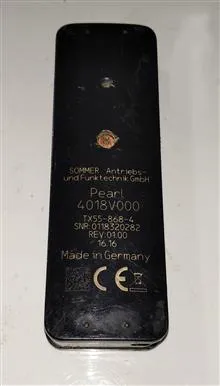 SOMMER Antriebs-
und Funktechnik GmbH
Pearl
4018V000
TX55-868-4
SNR:0118320282
REV:01.00
16.16
Made in Germany
CE